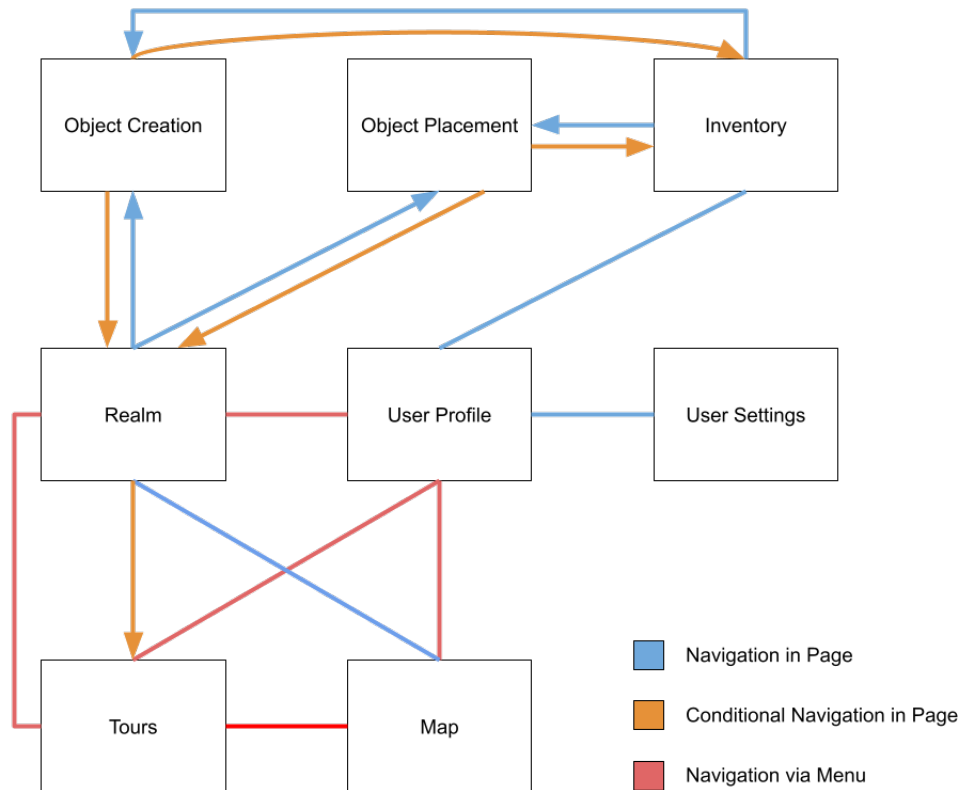 Object Creation
Object Placement
Inventory
Realm
User Profile
User Settings
Tours
Map
Navigation in Page
Conditional Navigation in Page
Navigation via Menu